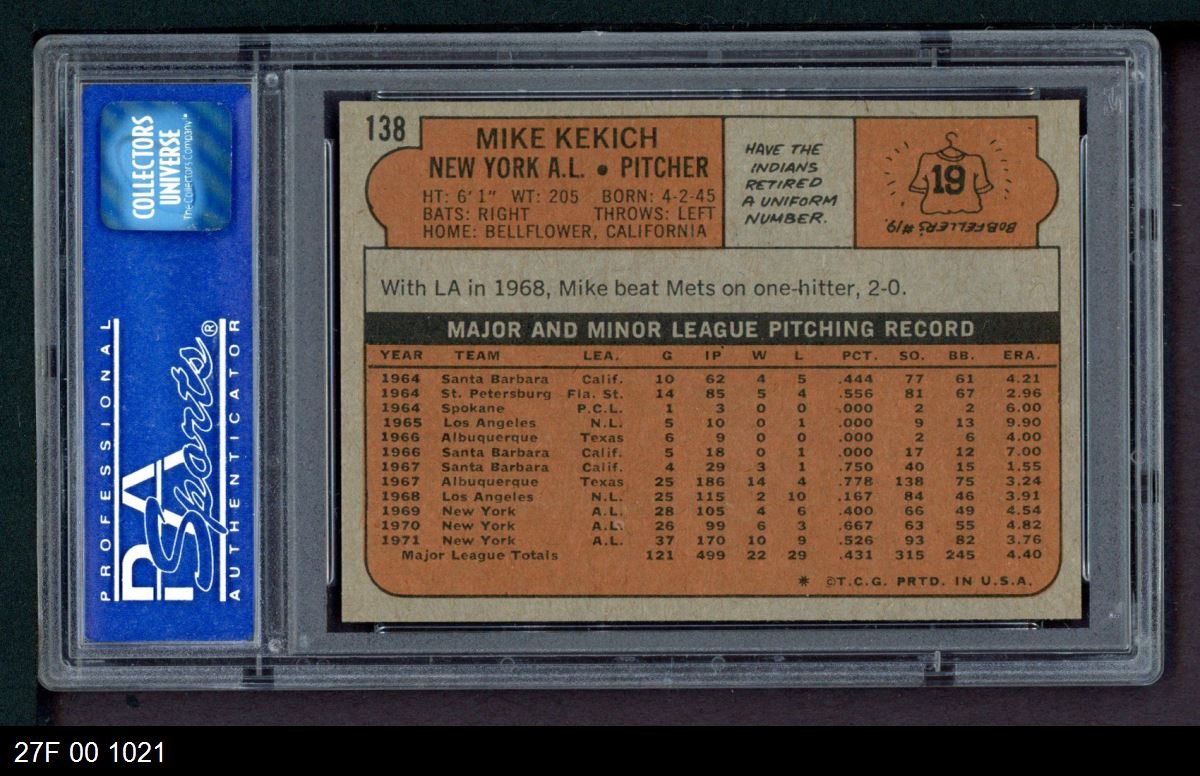 COLLECTORS
UNIVERSE
The Collectors Company™
PROFESSIONAL
PSA
Sports®
AUTHENTICATOR
138
MIKE KEKICH
NEW YORK A.L. • PITCHER
HT: 6' 1" WT: 205 BORN: 4-2-45
BATS: RIGHT THROWS: LEFT
HOME: BELLFLOWER, CALIFORNIA
HAVE THE
INDIANS
RETIRED
A UNIFORM
NUMBER.
19
BOB FELLER'S #19.
With LA in 1968, Mike beat Mets on one-hitter, 2-0.
MAJOR AND MINOR LEAGUE PITCHING RECORD
YEAR TEAM LEA. G IP W L PCT. SO. BB. ERA.
1964 Santa Barbara Calif. 10 62 4 5 .444 77 61 4.21
1964 St. Petersburg Fla. St. 14 85 5 4 .556 81 67 2.96
1964 Spokane P.C.L. 1 3 0 0 .000 2 2 6.00
1965 Los Angeles N.L. 5 10 0 1 .000 9 13 9.90
1966 Albuquerque Texas 6 9 0 0 .000 2 6 4.00
1966 Santa Barbara Calif. 5 18 0 1 .000 17 12 7.00
1967 Santa Barbara Calif. 4 29 3 1 .750 40 15 1.55
1967 Albuquerque Texas 25 186 14 4 .778 138 75 3.24
1968 Los Angeles N.L. 25 115 2 10 .167 84 46 3.91
1969 New York A.L. 28 105 4 6 .400 66 49 4.54
1970 New York A.L. 26 99 6 3 .667 63 55 4.82
1971 New York A.L. 37 170 10 9 .526 93 82 3.76
Major League Totals 121 499 22 29 .431 315 245 4.40
* ©T.C.G. PRTD. IN U.S.A.
27F 00 1021